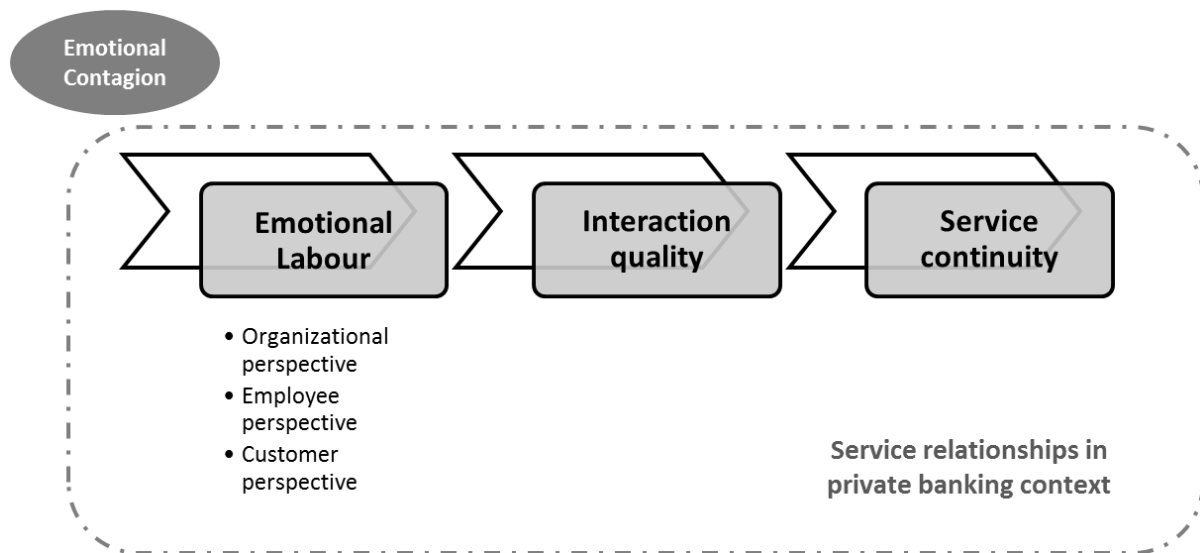 Emotional
Contagion
Emotional
Labour
Interaction
quality
Service
continuity
• Organizational
perspective
• Employee
perspective
• Customer
perspective
Service relationships in
private banking context